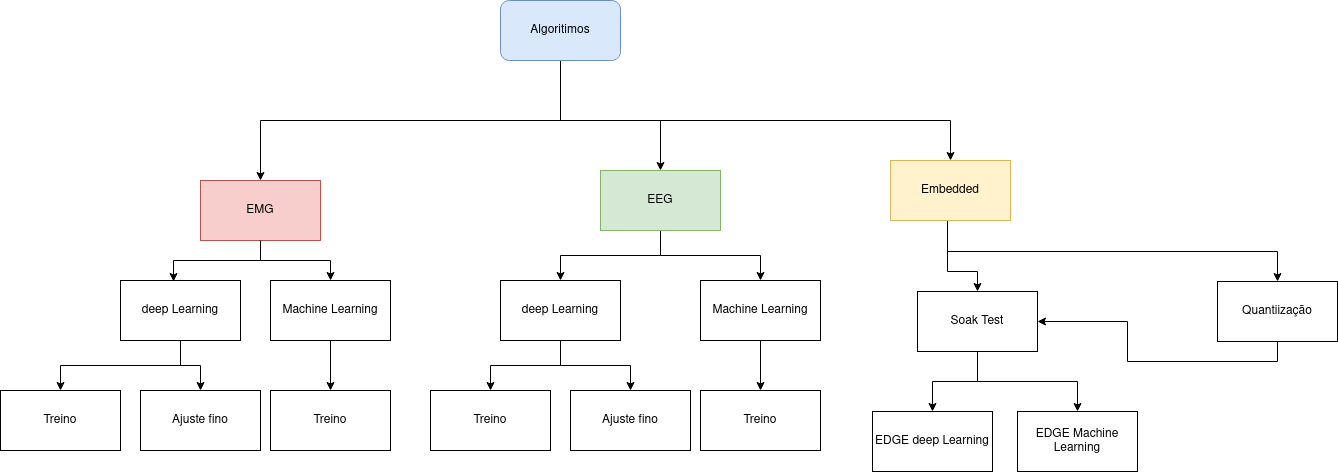 Algoritimos
EMG
EEG
Embedded
deep Learning
Machine Learning
deep Learning
Machine Learning
Soak Test
Quantiização
Treino
Ajuste fino
Treino
Treino
Ajuste fino
Treino
EDGE deep Learning
EDGE Machine
Learning